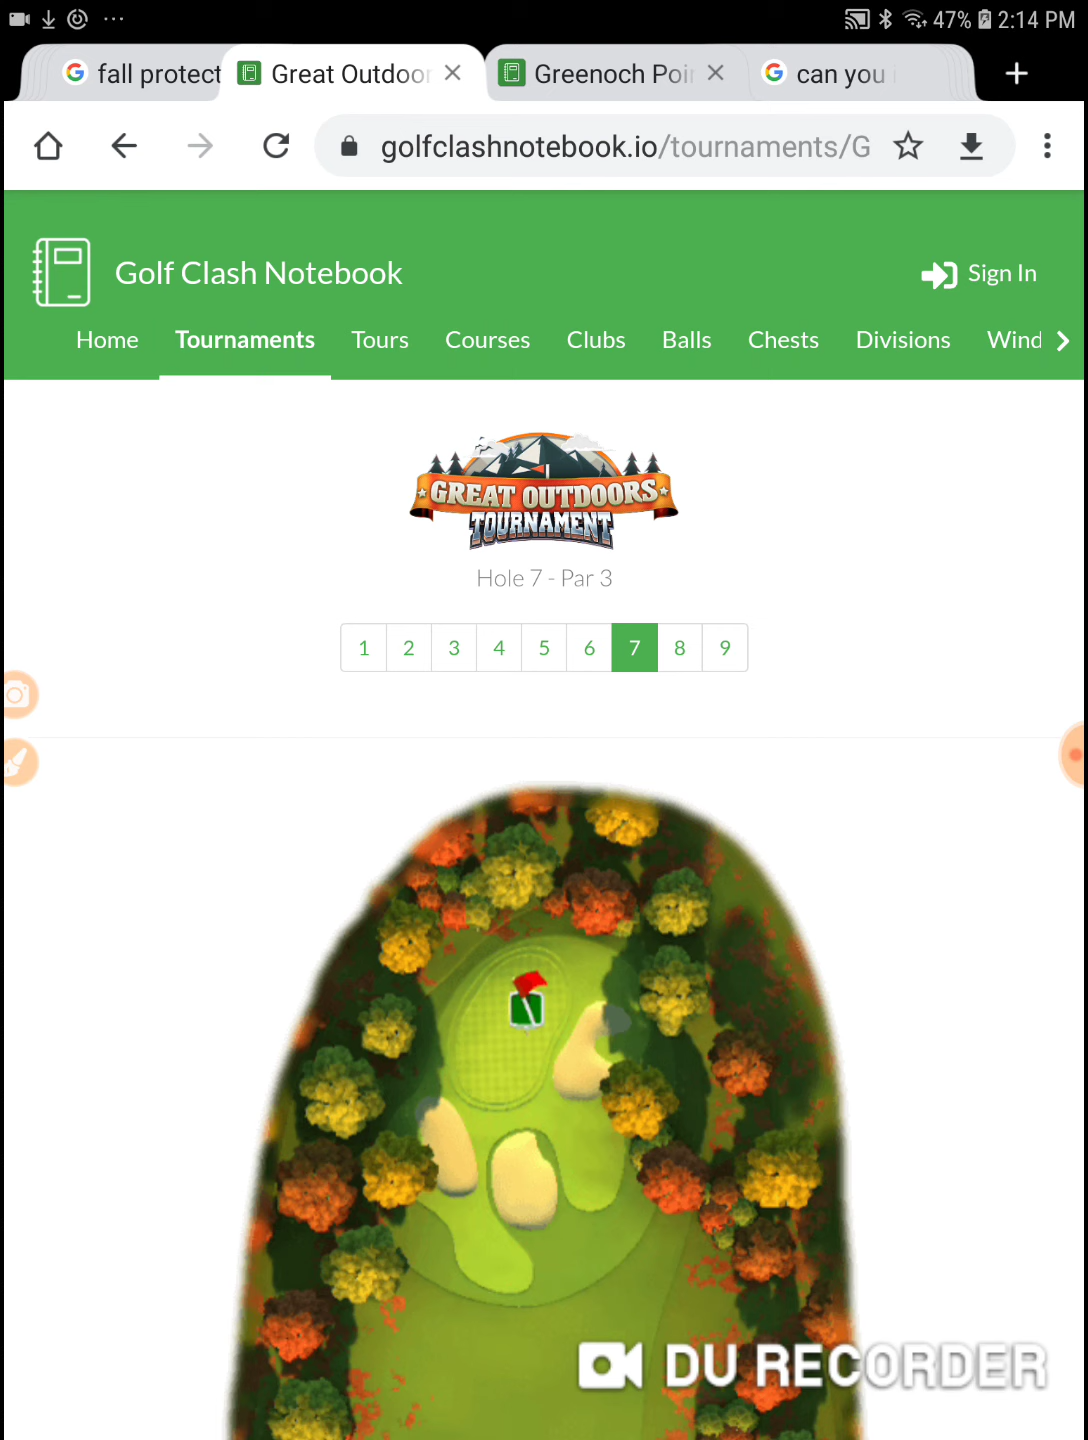 47% 2:14 PM
fall protect Great Outdoor Greenoch Poin can you
golfclashnotebook.io/tournaments/G
Golf Clash Notebook
Sign In
Home Tournaments Tours Courses Clubs Balls Chests Divisions Wind
GREAT OUTDOORS
TOURNAMENT
Hole 7 - Par 3
1 2 3 4 5 6 7 8 9
DU RECORDER